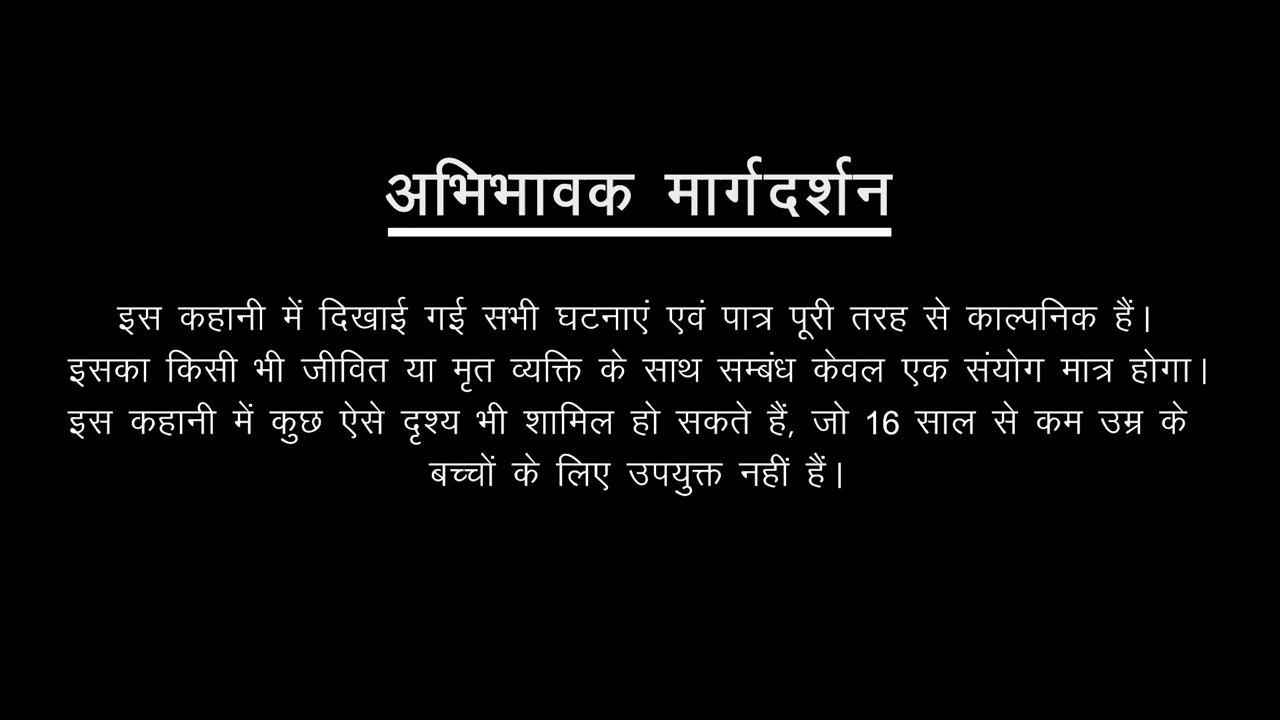 अभिभावक मार्गदर्शन
इस कहानी में दिखाई गई सभी घटनाएं एवं पात्र पूरी तरह से काल्पनिक हैं।
इसका किसी भी जीवित या मृत व्यक्ति के साथ सम्बंध केवल एक संयोग मात्र होगा।
इस कहानी में कुछ ऐसे दृश्य भी शामिल हो सकते हैं, जो 16 साल से कम उम्र के
बच्चों के लिए उपयुक्त नहीं हैं।